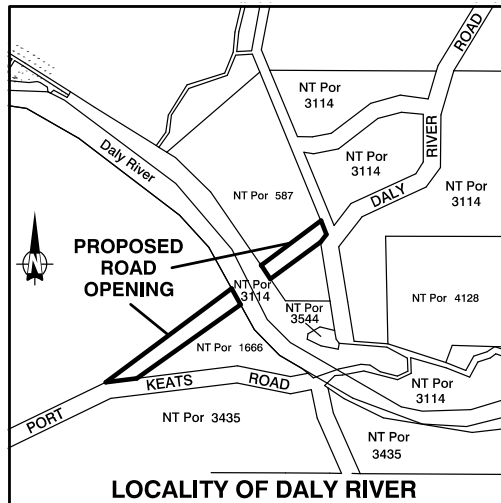 ROAD
NT Por
3114
NT Por
3114
Daly River
RIVER
NT Por
3114
NT Por 587
DALY
N
PROPOSED
ROAD
OPENING
NT Por
3114
NT Por
3544
NT Por 4128
NT Por 1666
KEATS
ROAD
NT Por
3114
PORT
NT Por 3435
NT Por
3435
LOCALITY OF DALY RIVER